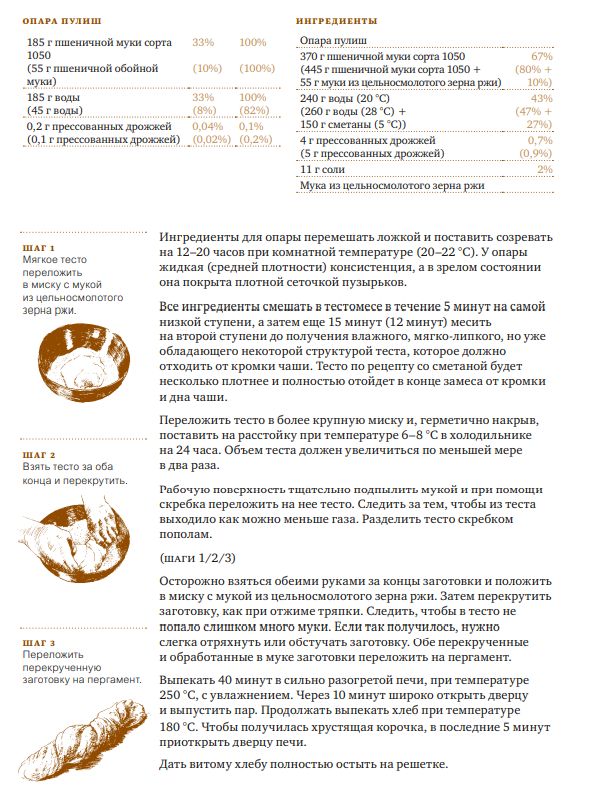 ОПАРА ПУЛИШ
185 г пшеничной муки сорта 33% 100%
1050
(55 г пшеничной обойной (10%) (100%)
муки)
185 г воды 33% 100%
(45 г воды) (8%) (82%)
0,2 г прессованных дрожжей 0,04% 0,1%
(0,1 г прессованных дрожжей) (0,02%) (0,2%)
ИНГРЕДИЕНТЫ
Опара пулиш
370 г пшеничной муки сорта 1050 67%
(445 г пшеничной муки сорта 1050 + (80% +
55 г муки из цельносмолотого зерна ржи) 10%)
240 г воды (20 °C) 43%
(260 г воды (28 °C) + (47% +
150 г сметаны (5 °C)) 27%)
4 г прессованных дрожжей 0,7%
(5 г прессованных дрожжей) (0,9%)
11 г соли 2%
Мука из цельносмолотого зерна ржи
ШАГ 1
Мягкое тесто
переложить
в миску с мукой
из цельносмолотого
зерна ржи.
ШАГ 2
Взять тесто за оба
конца и перекрутить.
ШАГ 3
Переложить
перекрученную
заготовку на пергамент.
Ингредиенты для опары перемешать ложкой и поставить созревать
на 12–20 часов при комнатной температуре (20–22 °C). У опары
жидкая (средней плотности) консистенция, а в зрелом состоянии
она покрыта плотной сеточкой пузырьков.
Все ингредиенты смешать в тестомесе в течение 5 минут на самой
низкой ступени, а затем еще 15 минут (12 минут) месить
на второй ступени до получения влажного, мягко-липкого, но уже
обладающего некоторой структурой теста, которое должно
отходить от кромки чаши. Тесто по рецепту со сметаной будет
несколько плотнее и полностью отойдет в конце замеса от кромки
и дна чаши.
Переложить тесто в более крупную миску и, герметично накрыв,
поставить на расстойку при температуре 6–8 °C в холодильнике
на 24 часа. Объем теста должен увеличиться по меньшей мере
в два раза.
Рабочую поверхность тщательно подпылить мукой и при помощи
скребка переложить на нее тесто. Следить за тем, чтобы из теста
выходило как можно меньше газа. Разделить тесто скребком
пополам.
(ШАГИ 1/2/3)
Осторожно взяться обеими руками за концы заготовки и положить
в миску с мукой из цельносмолотого зерна ржи. Затем перекрутить
заготовку, как при отжиме тряпки. Следить, чтобы в тесто не
попало слишком много муки. Если так получилось, нужно
слегка отряхнуть или обстучать заготовку. Обе перекрученные
и обработанные в муке заготовки переложить на пергамент.
Выпекать 40 минут в сильно разогретой печи, при температуре
250 °C, с увлажнением. Через 10 минут широко открыть дверцу
и выпустить пар. Продолжать выпекать хлеб при температуре
180 °C. Чтобы получилась хрустящая корочка, в последние 5 минут
приоткрыть дверцу печи.
Дать витому хлебу полностью остыть на решетке.